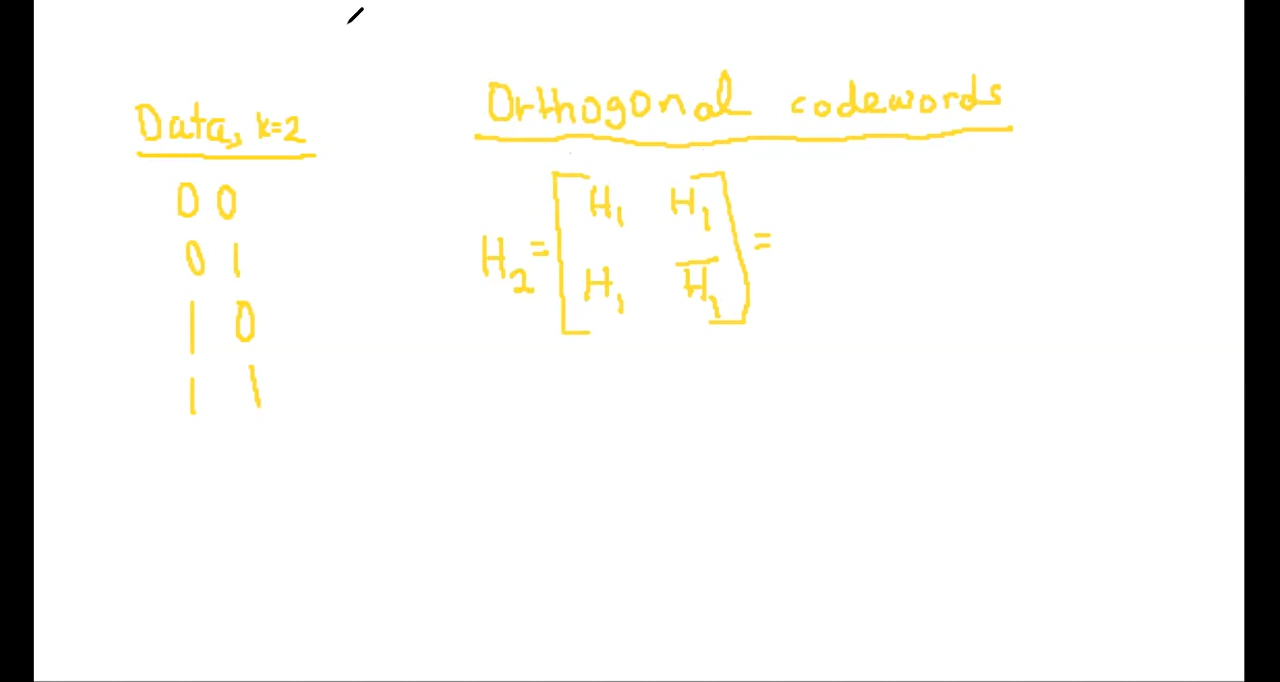 Orthogonal codewords
Data, k=2
0 0
0 1
1 0
1 1
H₂ = [ H₁ H₁
H₁ H̅₁ ] =